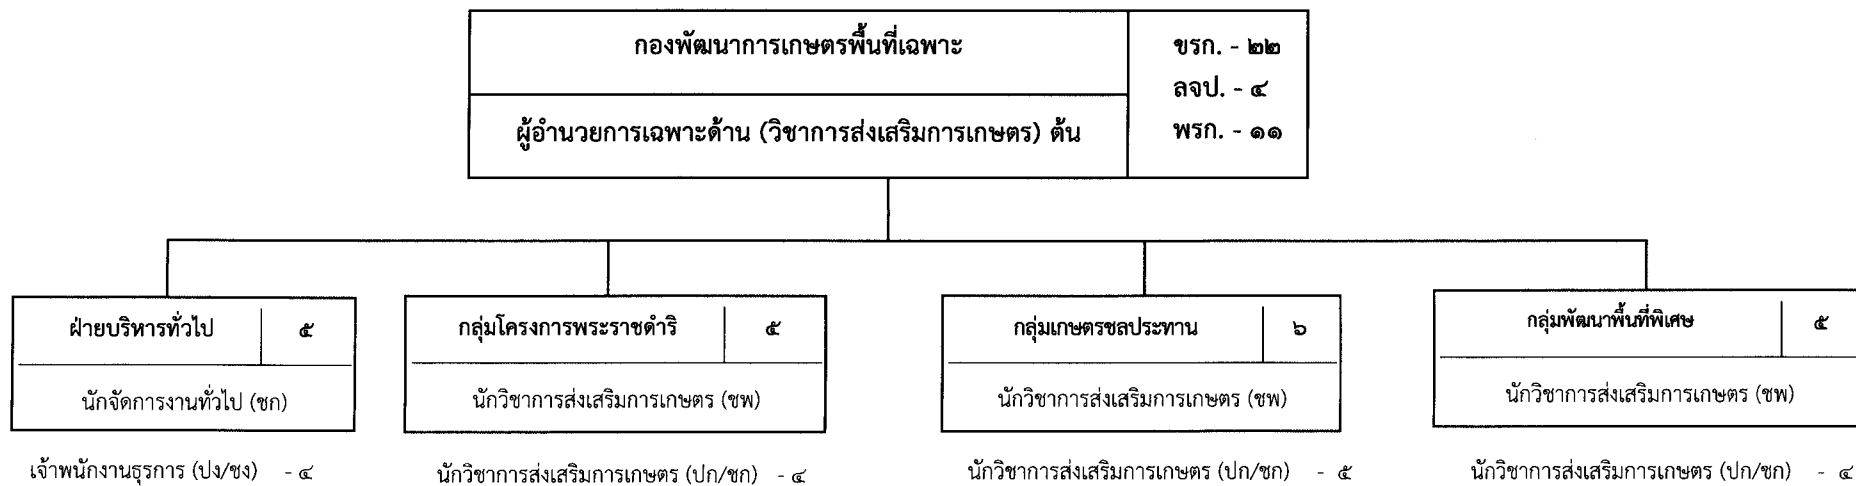 กองพัฒนาการเกษตรพื้นที่เฉพาะ
ผู้อำนวยการเฉพาะด้าน (วิชาการส่งเสริมการเกษตร) ต้น
ขรก. - ๒๒
ลจป. - ๔
พรก. - ๑๑
ฝ่ายบริหารทั่วไป ๕
นักจัดการงานทั่วไป (ชก)
เจ้าพนักงานธุรการ (ปง/ชง) - ๔
กลุ่มโครงการพระราชดำริ ๕
นักวิชาการส่งเสริมการเกษตร (ชพ)
นักวิชาการส่งเสริมการเกษตร (ปก/ชก) - ๔
กลุ่มเกษตรชลประทาน ๖
นักวิชาการส่งเสริมการเกษตร (ชพ)
นักวิชาการส่งเสริมการเกษตร (ปก/ชก) - ๕
กลุ่มพัฒนาพื้นที่พิเศษ ๕
นักวิชาการส่งเสริมการเกษตร (ชพ)
นักวิชาการส่งเสริมการเกษตร (ปก/ชก) - ๔